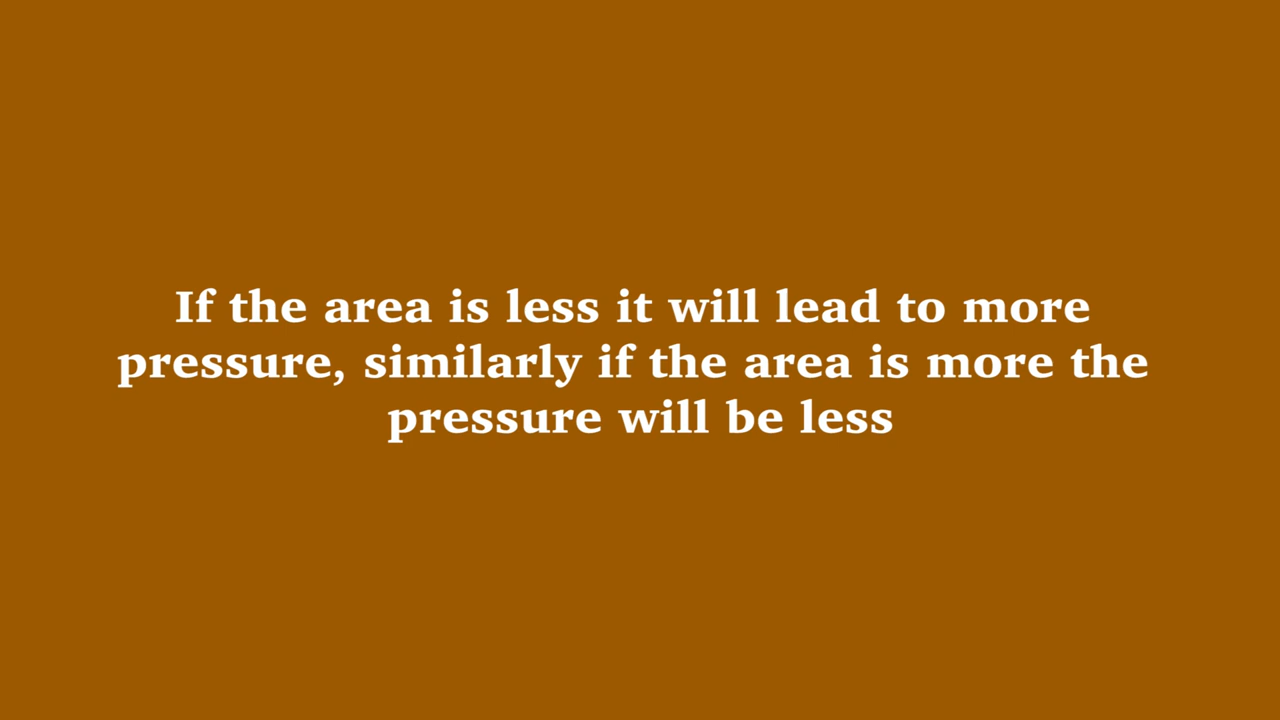 If the area is less it will lead to more
pressure, similarly if the area is more the
pressure will be less